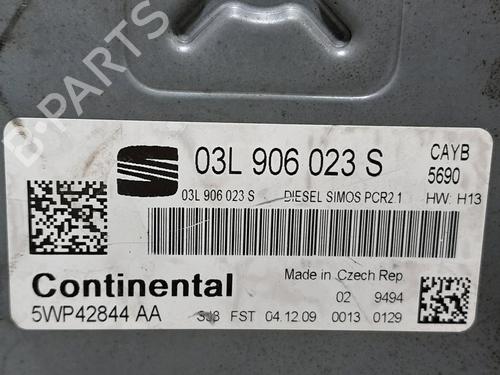 B-PARTS
03L 906 023 S
CAYB
5690
03L 906 023 S DIESEL SIMOS PCR2.1 HW: H13
Continental
Made in Czech Rep.
02 9494
5WP42844 AA SJ3 FST 04.12.09 0013 0129